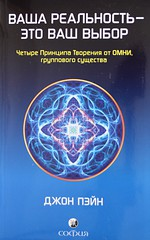 ВАША РЕАЛЬНОСТЬ–
ЭТО ВАШ ВЫБОР
Четыре Принципа Творения от ОМНИ,
группового существа
ДЖОН ПЭЙН
СОФИЯ